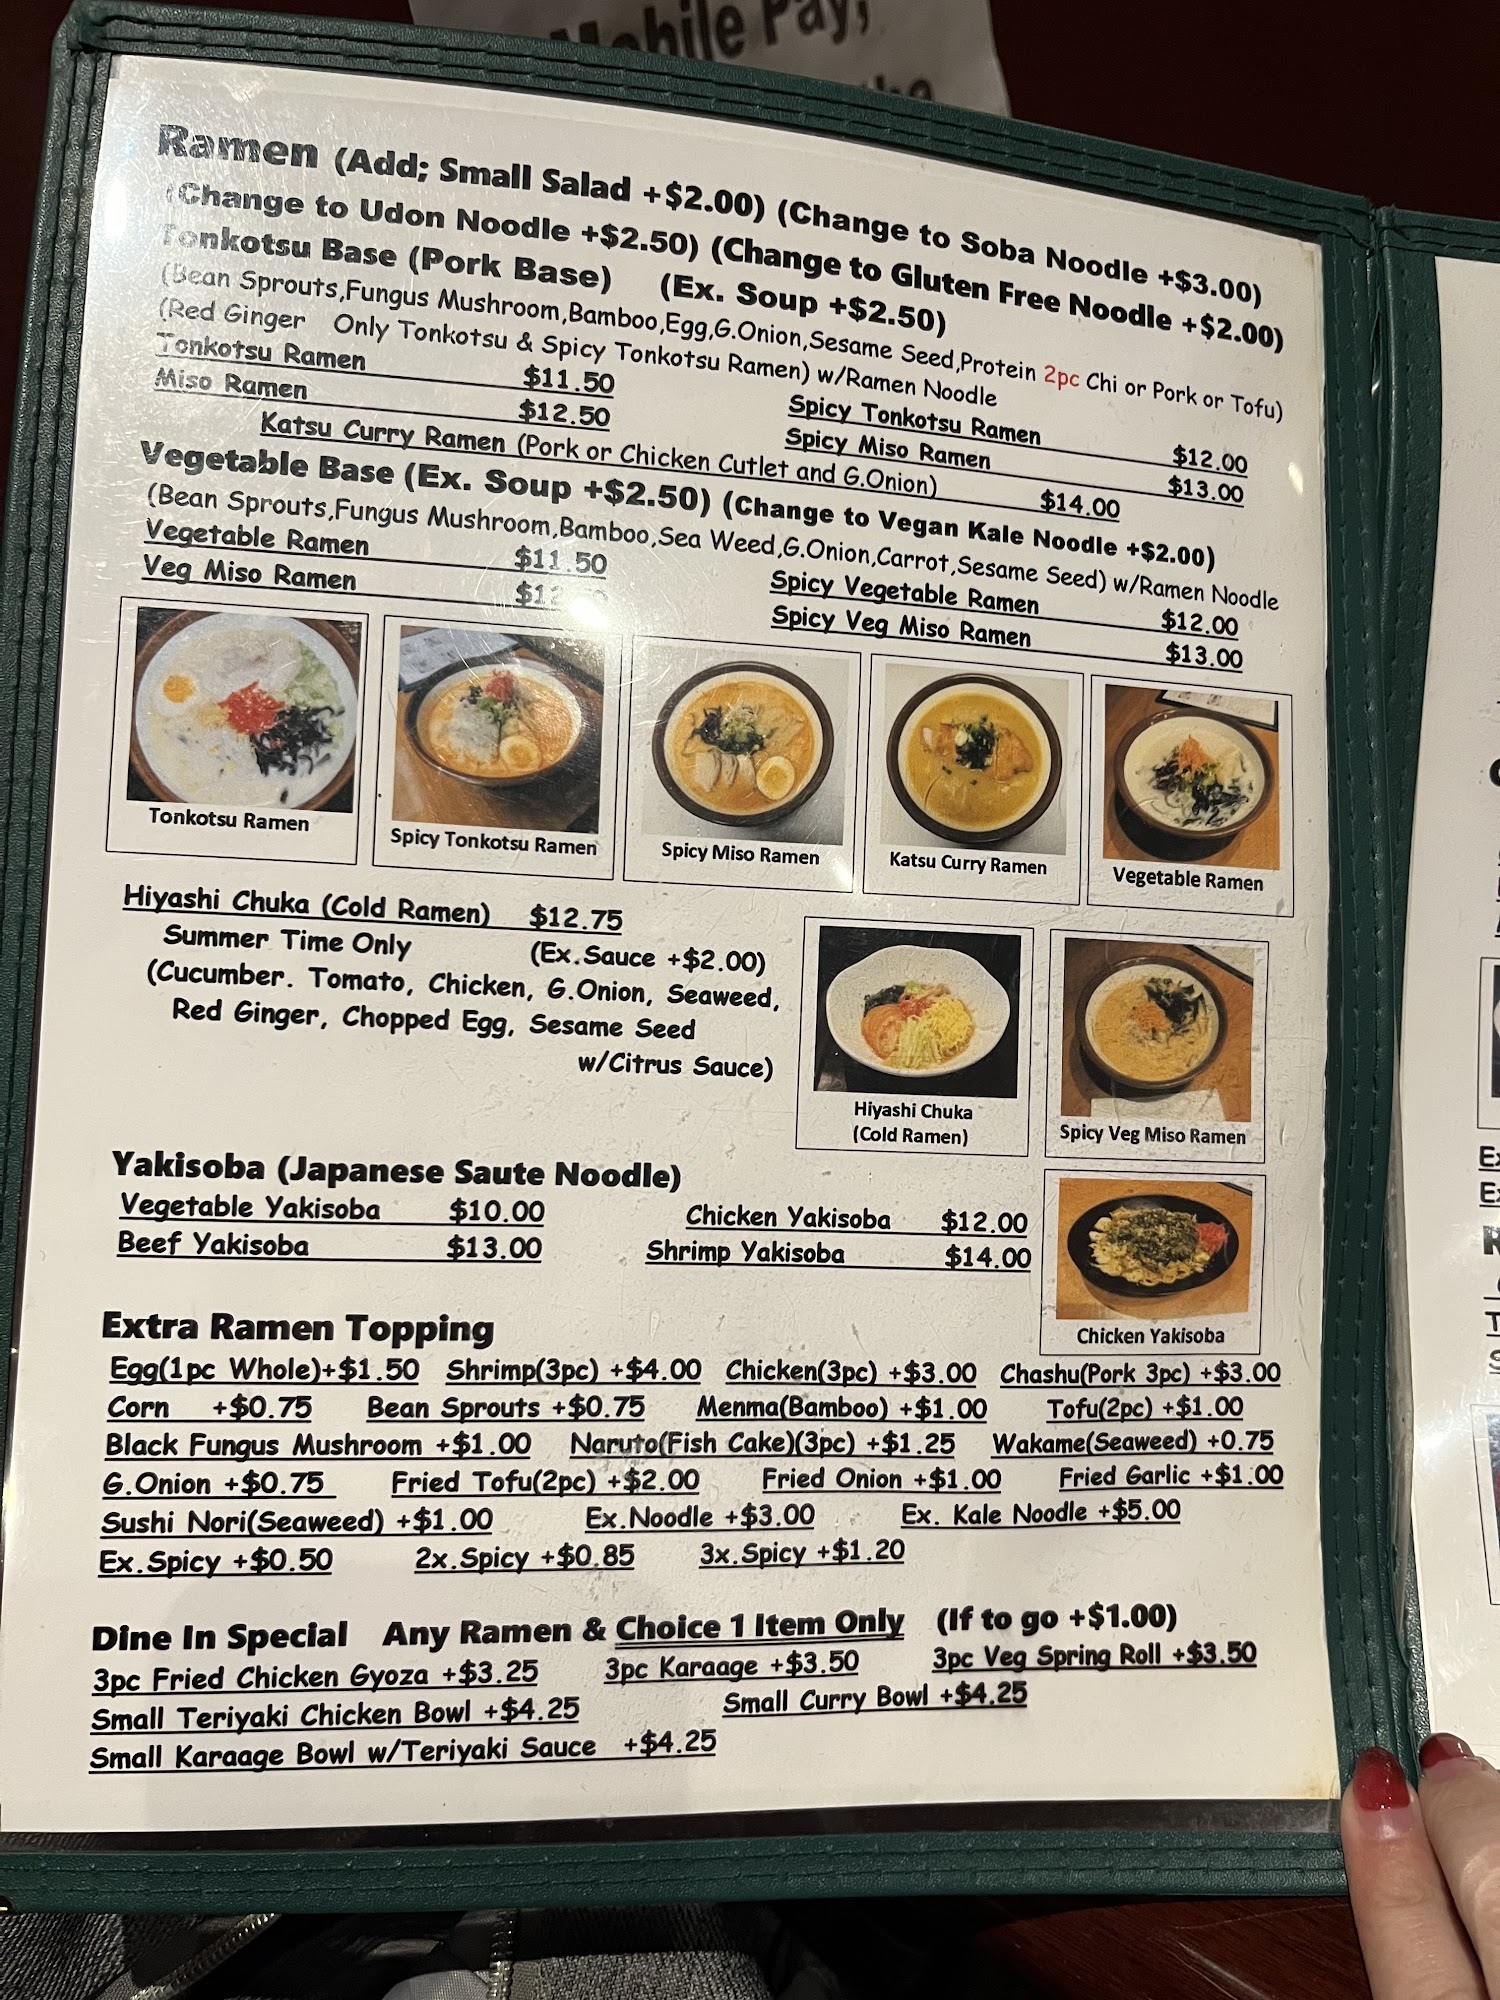 Mobile Pay,
Ramen (Add; Small Salad +$2.00) (Change to Soba Noodle +$3.00)
(Change to Udon Noodle +$2.50) (Change to Gluten Free Noodle +$2.00)
Tonkotsu Base (Pork Base) (Ex. Soup +$2.50)
(Bean Sprouts,Fungus Mushroom,Bamboo,Egg,G.Onion,Sesame Seed,Protein 2pc Chi or Pork or Tofu)
(Red Ginger Only Tonkotsu & Spicy Tonkotsu Ramen) w/Ramen Noodle
Tonkotsu Ramen $11.50 Spicy Tonkotsu Ramen $12.00
Miso Ramen $12.50 Spicy Miso Ramen $13.00
Katsu Curry Ramen (Pork or Chicken Cutlet and G.Onion) $14.00
Vegetable Base (Ex. Soup +$2.50) (Change to Vegan Kale Noodle +$2.00)
(Bean Sprouts,Fungus Mushroom,Bamboo,Sea Weed,G.Onion,Carrot,Sesame Seed) w/Ramen Noodle
Vegetable Ramen $11.50 Spicy Vegetable Ramen $12.00
Veg Miso Ramen Spicy Veg Miso Ramen $13.00
Tonkotsu Ramen
Spicy Tonkotsu Ramen
Spicy Miso Ramen
Katsu Curry Ramen
Vegetable Ramen
Hiyashi Chuka (Cold Ramen) $12.75
Summer Time Only (Ex.Sauce +$2.00)
(Cucumber. Tomato, Chicken, G.Onion, Seaweed,
Red Ginger, Chopped Egg, Sesame Seed
w/Citrus Sauce)
Hiyashi Chuka
(Cold Ramen)
Spicy Veg Miso Ramen
Yakisoba (Japanese Saute Noodle)
Vegetable Yakisoba $10.00 Chicken Yakisoba $12.00
Beef Yakisoba $13.00 Shrimp Yakisoba $14.00
Chicken Yakisoba
Extra Ramen Topping
Egg(1pc Whole)+$1.50 Shrimp(3pc) +$4.00 Chicken(3pc) +$3.00 Chashu(Pork 3pc) +$3.00
Corn +$0.75 Bean Sprouts +$0.75 Menma(Bamboo) +$1.00 Tofu(2pc) +$1.00
Black Fungus Mushroom +$1.00 Naruto(Fish Cake)(3pc) +$1.25 Wakame(Seaweed) +0.75
G.Onion +$0.75 Fried Tofu(2pc) +$2.00 Fried Onion +$1.00 Fried Garlic +$1.00
Sushi Nori(Seaweed) +$1.00 Ex.Noodle +$3.00 Ex. Kale Noodle +$5.00
Ex.Spicy +$0.50 2x.Spicy +$0.85 3x.Spicy +$1.20
Dine In Special Any Ramen & Choice 1 Item Only (If to go +$1.00)
3pc Fried Chicken Gyoza +$3.25 3pc Karaage +$3.50 3pc Veg Spring Roll +$3.50
Small Teriyaki Chicken Bowl +$4.25 Small Curry Bowl +$4.25
Small Karaage Bowl w/Teriyaki Sauce +$4.25